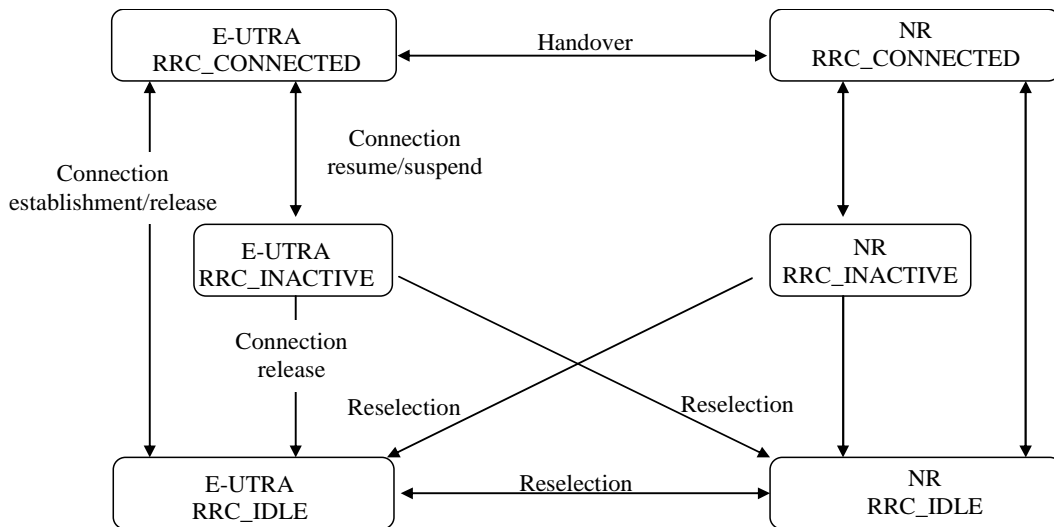 E-UTRA
RRC_CONNECTED
Handover
NR
RRC_CONNECTED
Connection
resume/suspend
Connection
establishment/release
E-UTRA
RRC_INACTIVE
NR
RRC_INACTIVE
Connection
release
Reselection
Reselection
E-UTRA
RRC_IDLE
Reselection
NR
RRC_IDLE